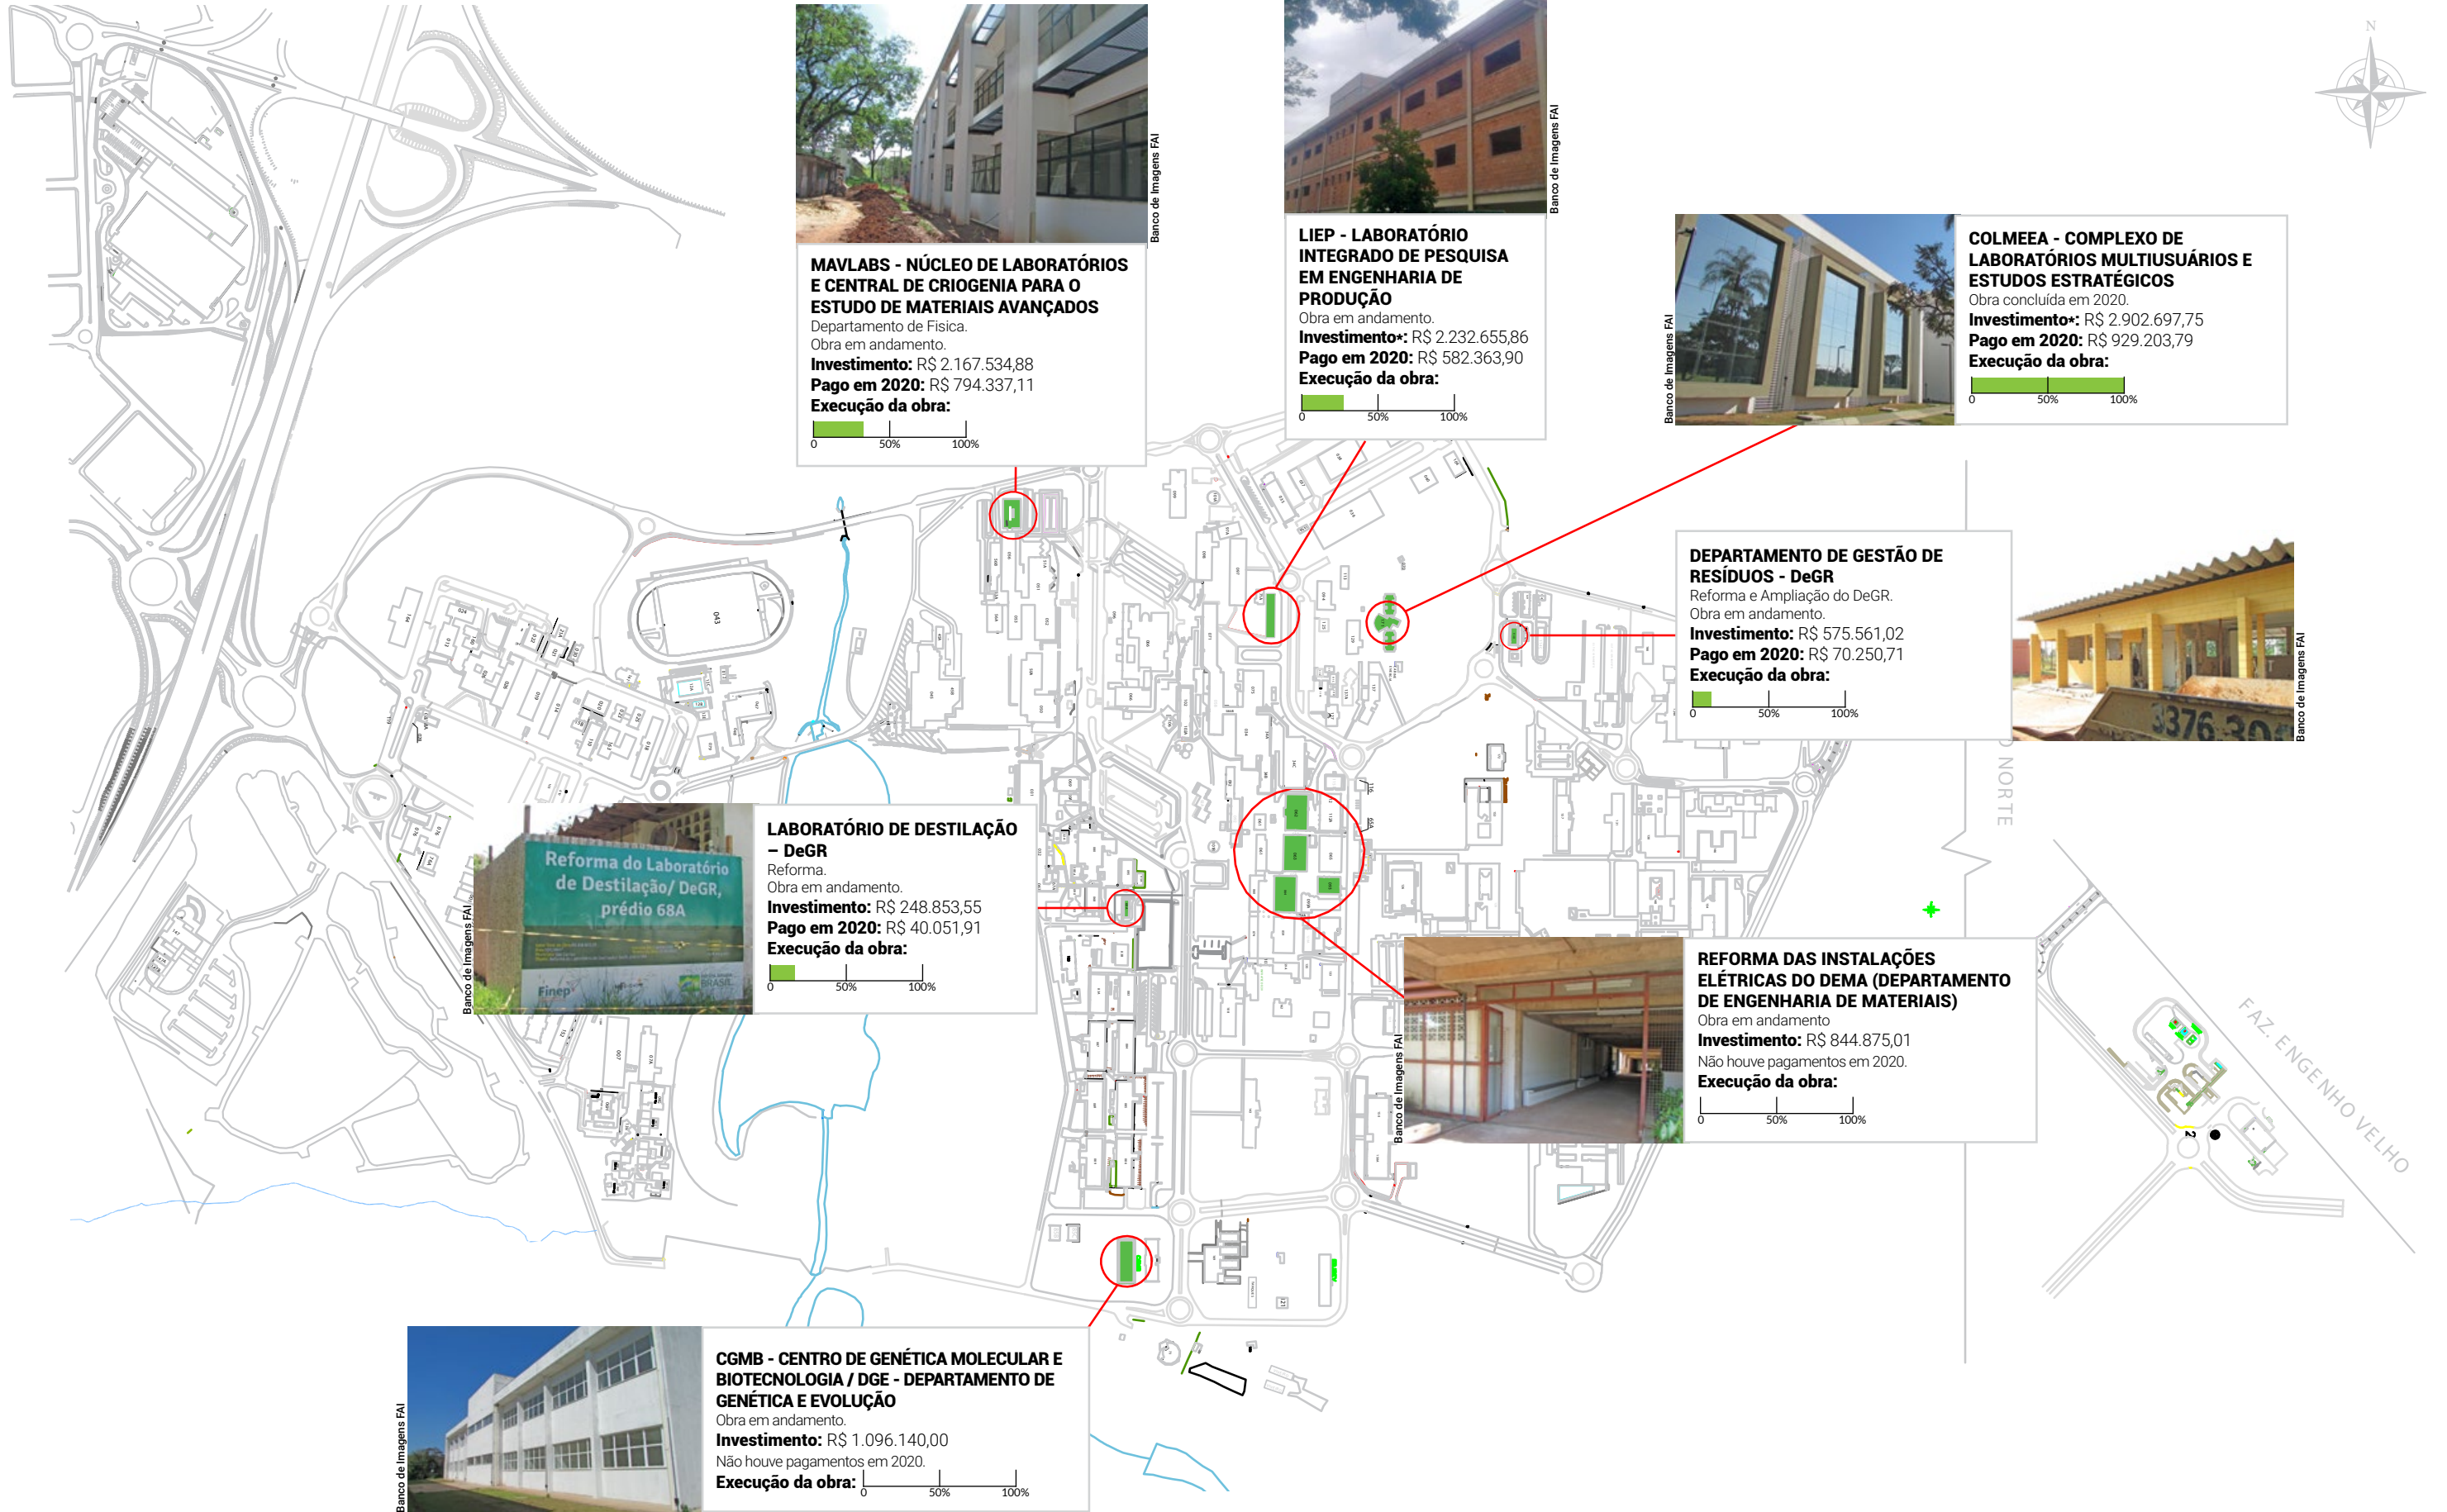 N
Banco de Imagens FAI
MAVLABS - NÚCLEO DE LABORATÓRIOS
E CENTRAL DE CRIOGENIA PARA O
ESTUDO DE MATERIAIS AVANÇADOS
Departamento de Fisica.
Obra em andamento.
Investimento: R$ 2.167.534,88
Pago em 2020: R$ 794.337,11
Execução da obra:
0 50% 100%
Banco de Imagens FAI
LIEP - LABORATÓRIO
INTEGRADO DE PESQUISA
EM ENGENHARIA DE
PRODUÇÃO
Obra em andamento.
Investimento*: R$ 2.232.655,86
Pago em 2020: R$ 582.363,90
Execução da obra:
0 50% 100%
Banco de Imagens FAI
COLMEEA - COMPLEXO DE
LABORATÓRIOS MULTIUSUÁRIOS E
ESTUDOS ESTRATÉGICOS
Obra concluída em 2020.
Investimento*: R$ 2.902.697,75
Pago em 2020: R$ 929.203,79
Execução da obra:
0 50% 100%
DEPARTAMENTO DE GESTÃO DE
RESÍDUOS - DeGR
Reforma e Ampliação do DeGR.
Obra em andamento.
Investimento: R$ 575.561,02
Pago em 2020: R$ 70.250,71
Execução da obra:
0 50% 100%
Banco de Imagens FAI
043
NORTE
Reforma do Laboratório
de Destilação/ DeGR,
prédio 68A
Finep
BRASIL
Banco de Imagens FAI
LABORATÓRIO DE DESTILAÇÃO
– DeGR
Reforma.
Obra em andamento.
Investimento: R$ 248.853,55
Pago em 2020: R$ 40.051,91
Execução da obra:
0 50% 100%
Banco de Imagens FAI
REFORMA DAS INSTALAÇÕES
ELÉTRICAS DO DEMA (DEPARTAMENTO
DE ENGENHARIA DE MATERIAIS)
Obra em andamento
Investimento: R$ 844.875,01
Não houve pagamentos em 2020.
Execução da obra:
0 50% 100%
FAZ. ENGENHO VELHO
2
Banco de Imagens FAI
CGMB - CENTRO DE GENÉTICA MOLECULAR E
BIOTECNOLOGIA / DGE - DEPARTAMENTO DE
GENÉTICA E EVOLUÇÃO
Obra em andamento.
Investimento: R$ 1.096.140,00
Não houve pagamentos em 2020.
Execução da obra:
0 50% 100%